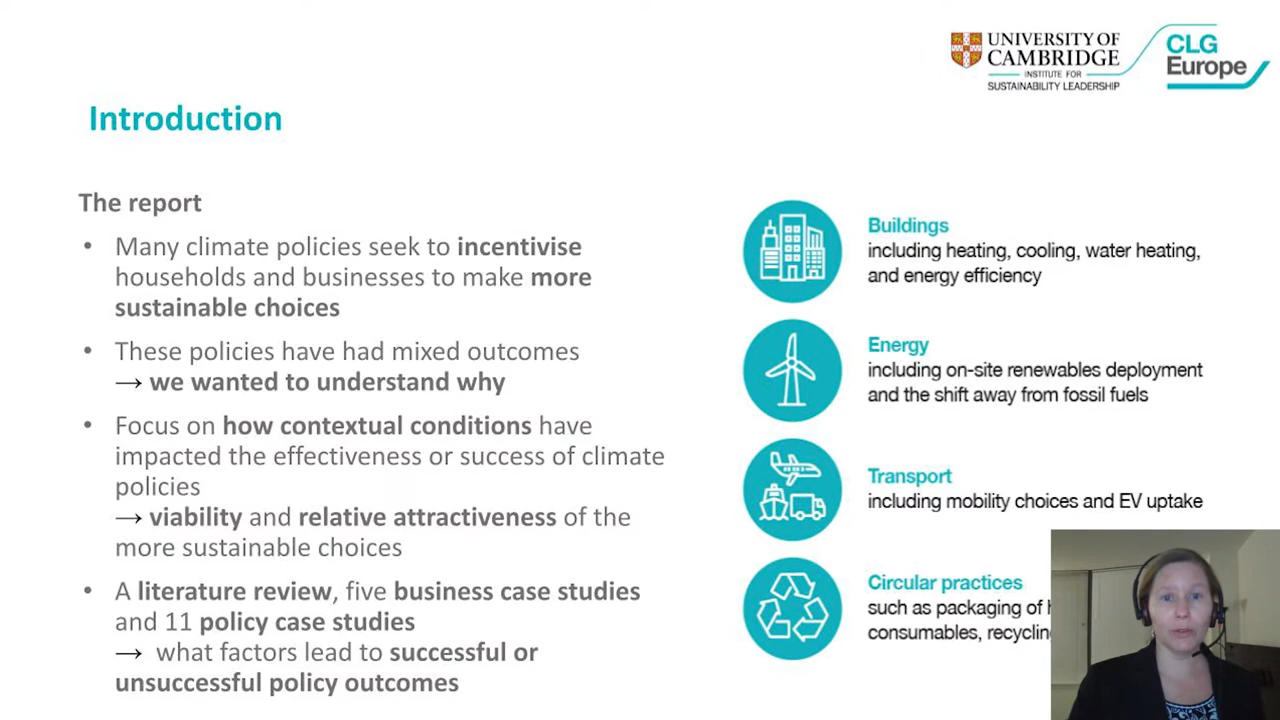 UNIVERSITY OF
CAMBRIDGE
INSTITUTE FOR
SUSTAINABILITY LEADERSHIP
CLG
Europe
Introduction
The report
• Many climate policies seek to incentivise
households and businesses to make more
sustainable choices
• These policies have had mixed outcomes
→ we wanted to understand why
• Focus on how contextual conditions have
impacted the effectiveness or success of climate
policies
→ viability and relative attractiveness of the
more sustainable choices
• A literature review, five business case studies
and 11 policy case studies
→ what factors lead to successful or
unsuccessful policy outcomes
Buildings
including heating, cooling, water heating,
and energy efficiency
Energy
including on-site renewables deployment
and the shift away from fossil fuels
Transport
including mobility choices and EV uptake
Circular practices
such as packaging of
consumables,